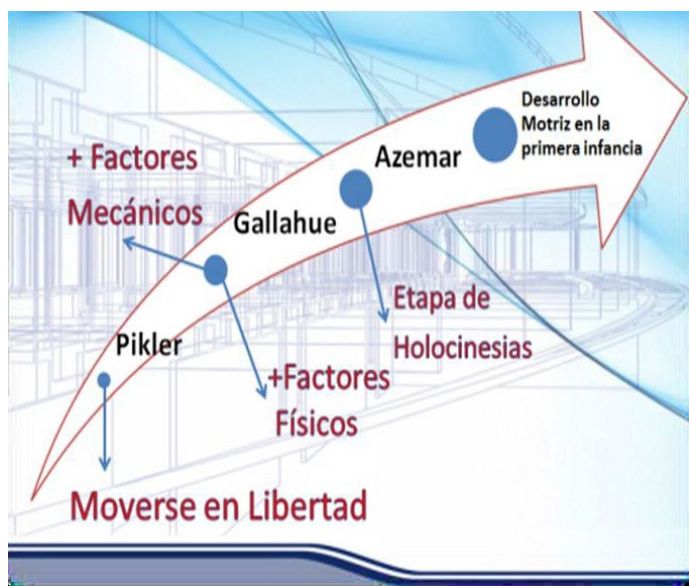 Desarrollo
Motriz en la
primera infancia
Azemar
+ Factores
Mecánicos
Gallahue
Etapa de
Holocinesias
Pikler
+Factores
Físicos
Moverse en Libertad